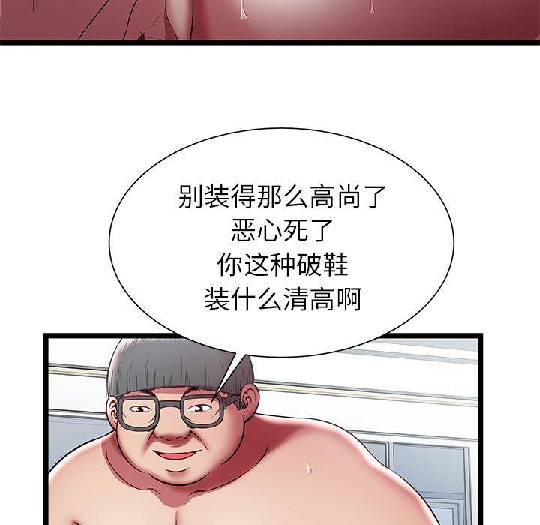 别装得那么高尚了
恶心死了
你这种破鞋
装什么清高啊